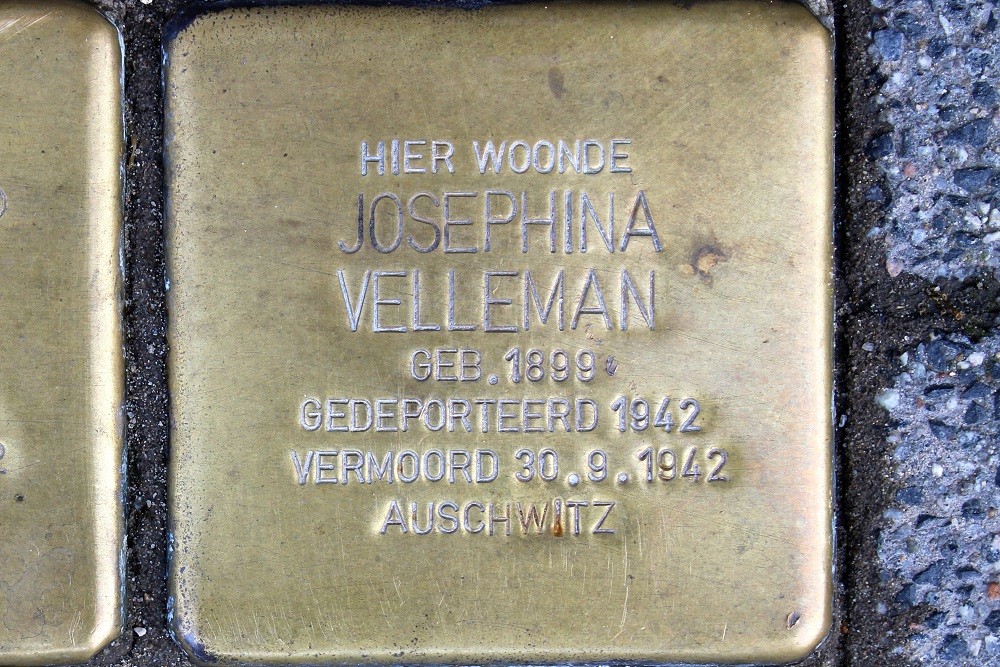 HIER WOONDE
JOSEPHINA
VELLEMAN
GEB. 1899
GEDEPORTEERD 1942
VERMOORD 30.9.1942
AUSCHWITZ